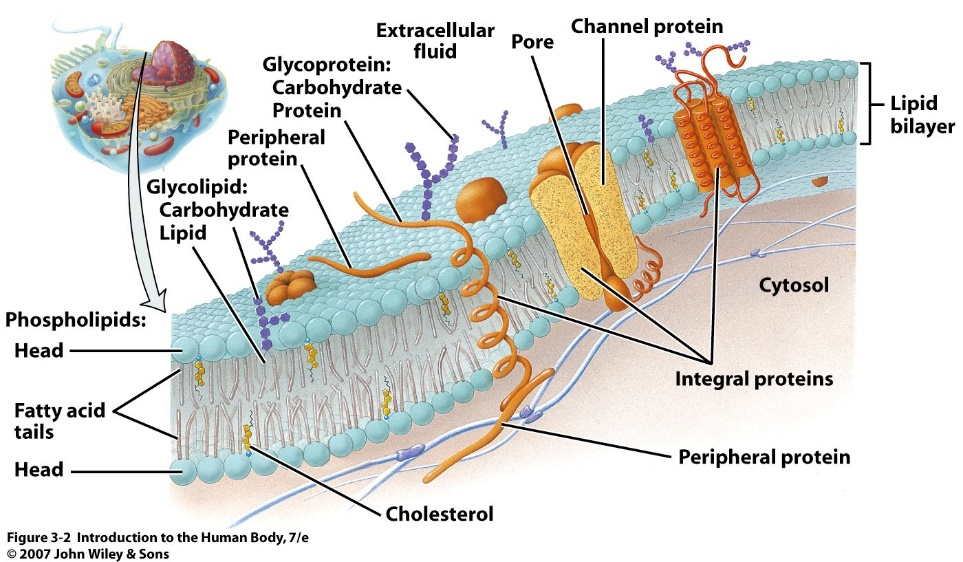 Extracellular
fluid
Channel protein
Pore
Glycoprotein:
Carbohydrate
Protein
Peripheral
protein
Glycolipid:
Carbohydrate
Lipid
Lipid
bilayer
Phospholipids:
Head
Fatty acid
tails
Head
Cytosol
Integral proteins
Peripheral protein
Cholesterol
Figure 3-2 Introduction to the Human Body, 7/e
© 2007 John Wiley & Sons